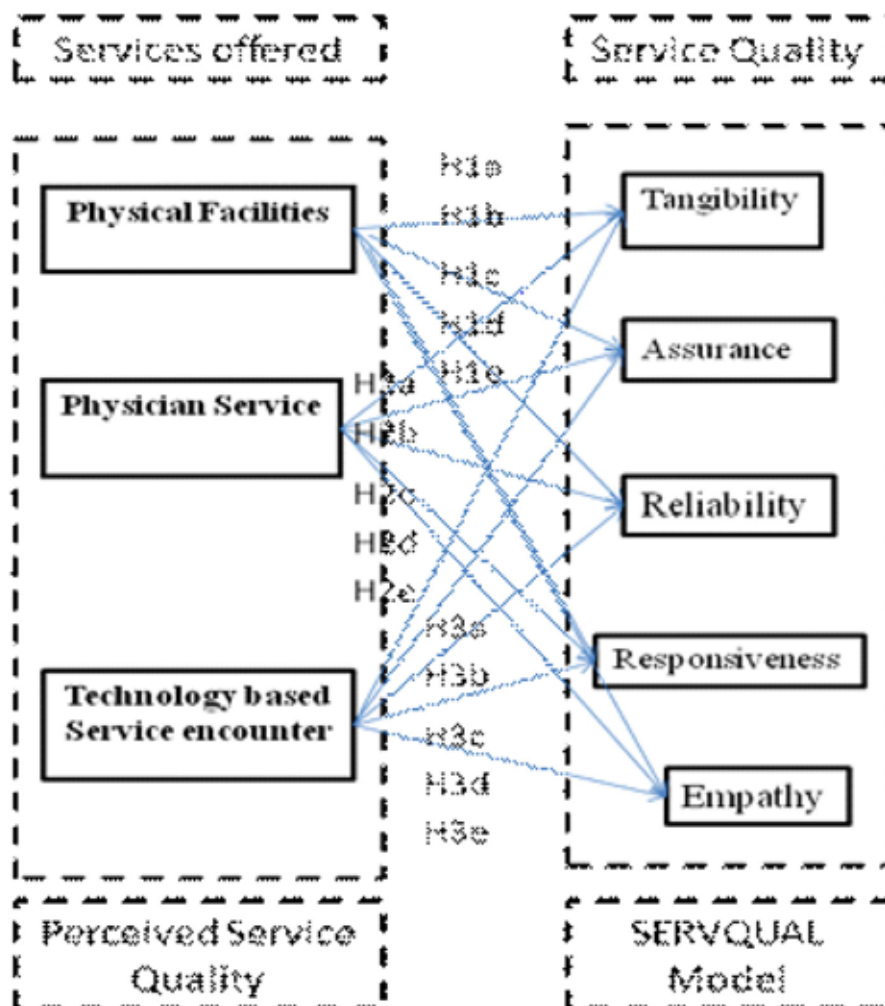 Services offered
Service Quality
Physical Facilities
Physician Service
Technology based
Service encounter
H1a
H1b
H1c
H1d
H1e
H2b
H2c
H2d
H2e
H3a
H3b
H3c
H3d
H3e
Tangibility
Assurance
Reliability
Responsiveness
Empathy
Perceived Service
Quality
SERVQUAL
Model